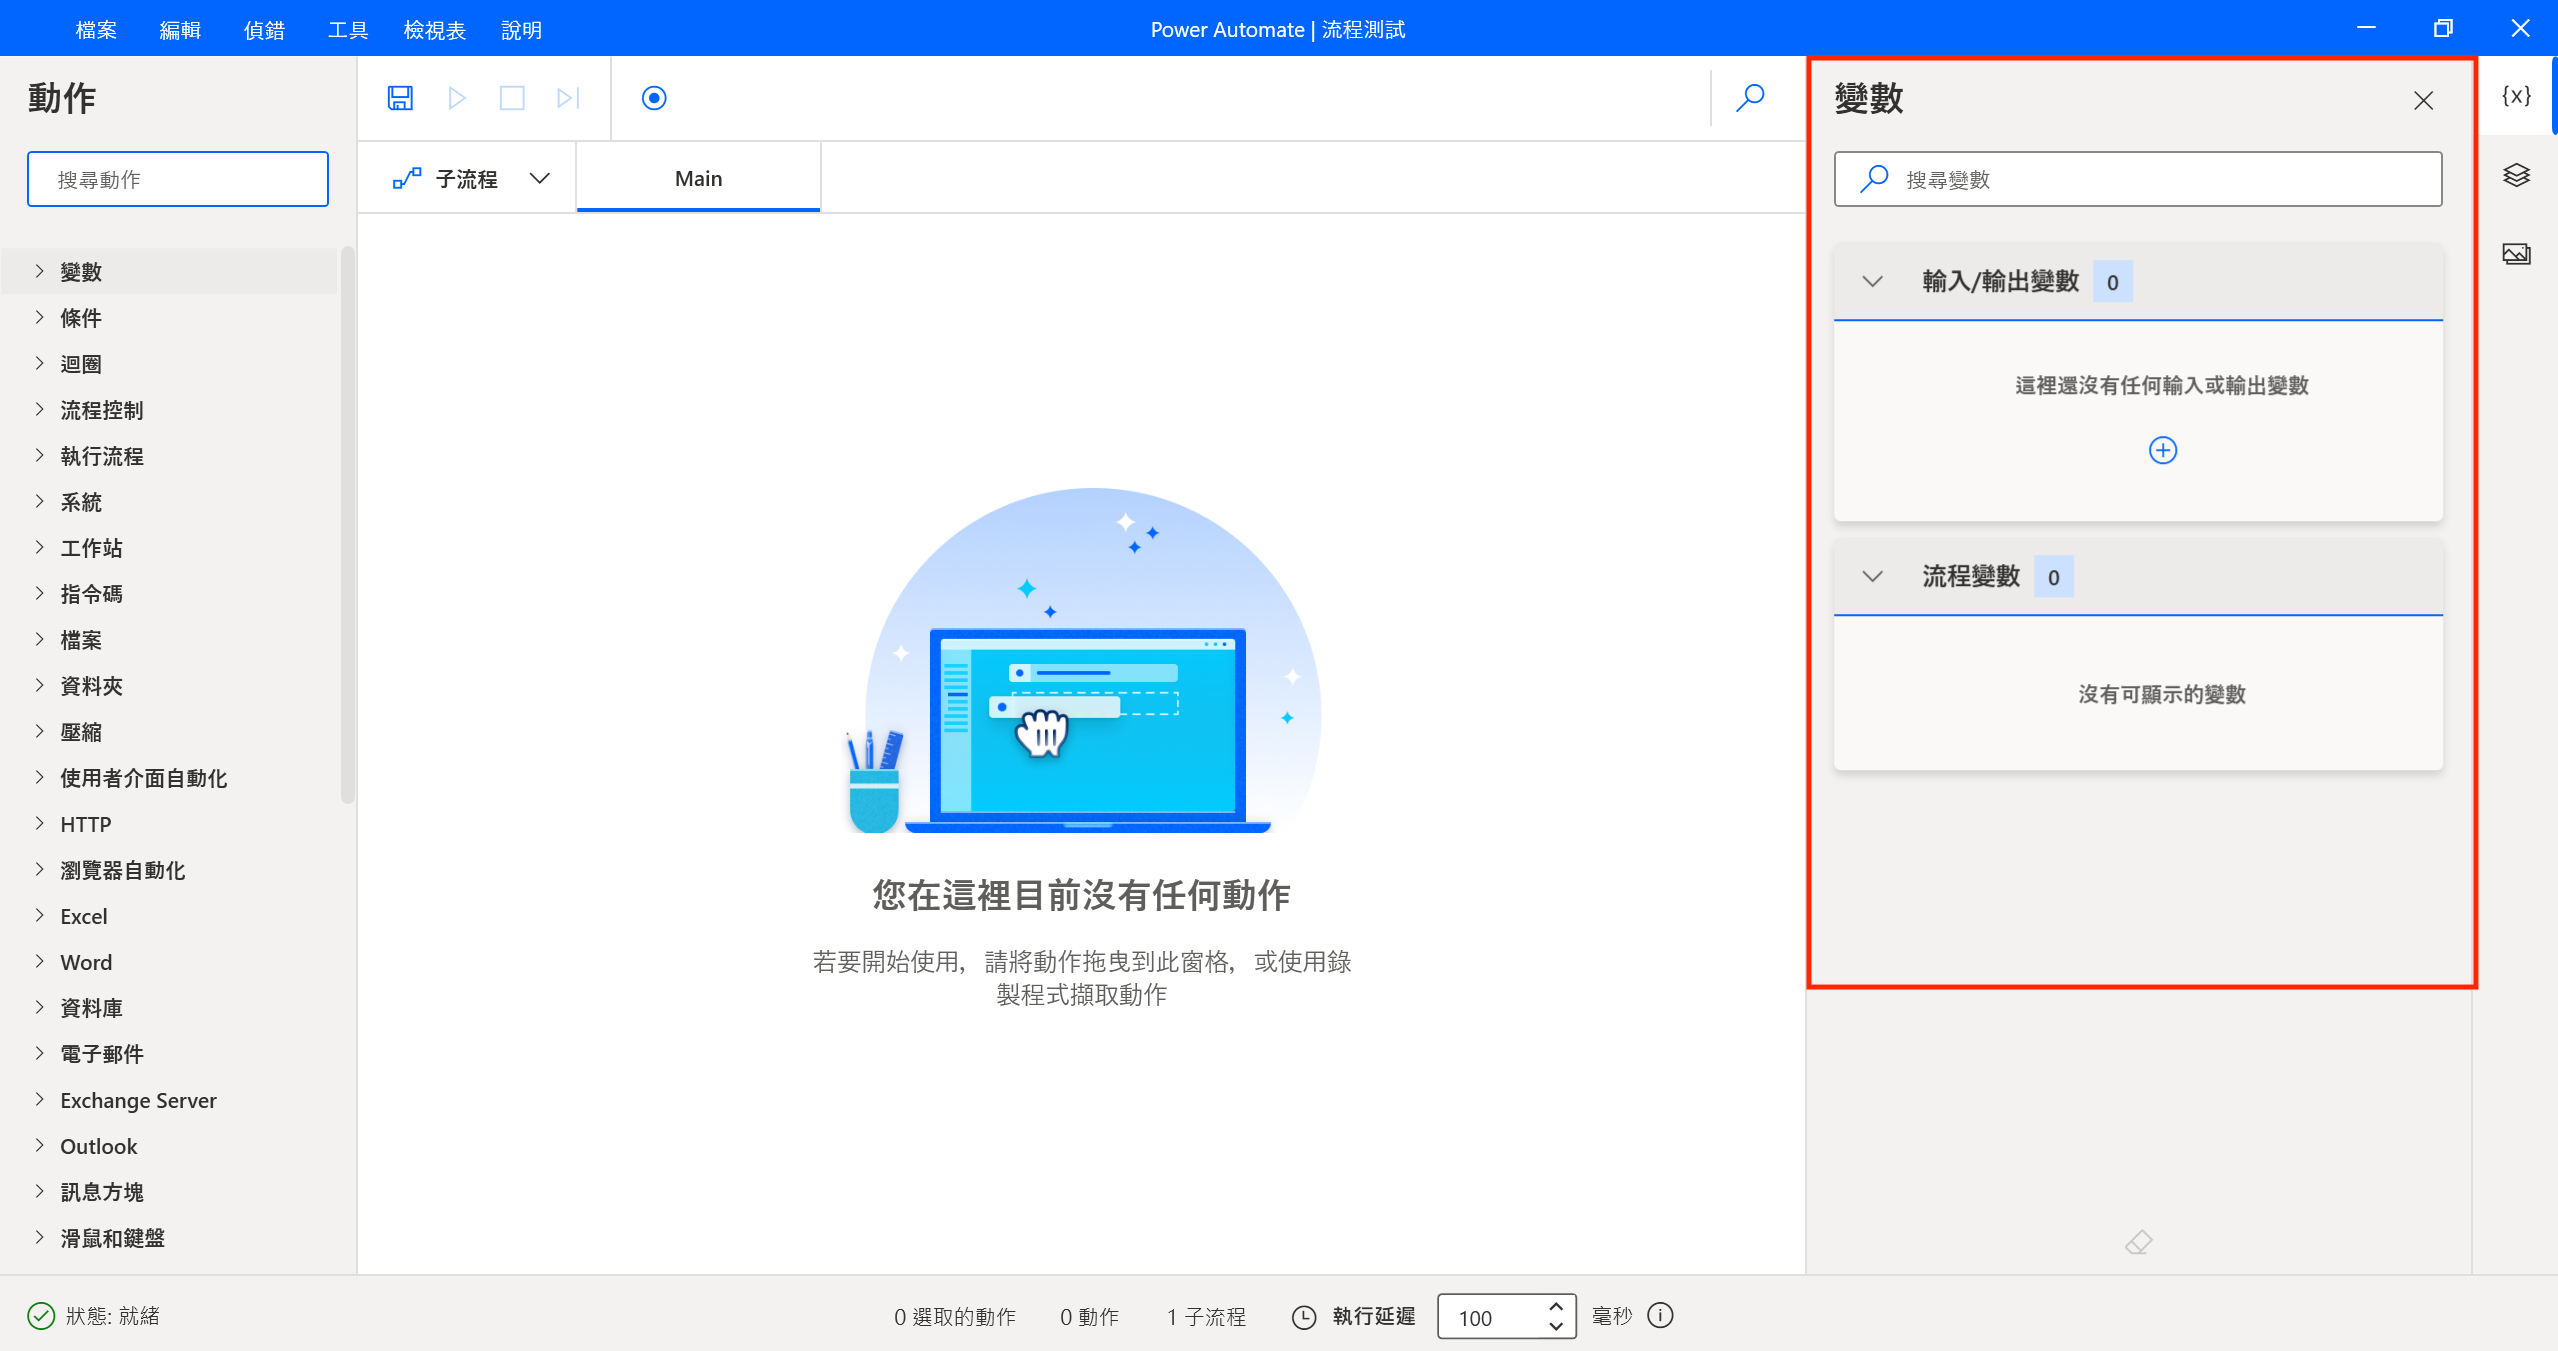 檔案 編輯 偵錯 工具 檢視表 說明
Power Automate | 流程測試
動作
搜尋動作
變數
條件
迴圈
流程控制
執行流程
系統
工作站
指令碼
檔案
資料夾
壓縮
使用者介面自動化
HTTP
瀏覽器自動化
Excel
Word
資料庫
電子郵件
Exchange Server
Outlook
訊息方塊
滑鼠和鍵盤
子流程
Main
您在這裡目前沒有任何動作
若要開始使用，請將動作拖曳到此窗格，或使用錄
製程式擷取動作
變數
搜尋變數
輸入/輸出變數 0
這裡還沒有任何輸入或輸出變數
流程變數 0
沒有可顯示的變數
{x}
狀態: 就緒
0 選取的動作
0 動作
1 子流程
執行延遲
100
毫秒